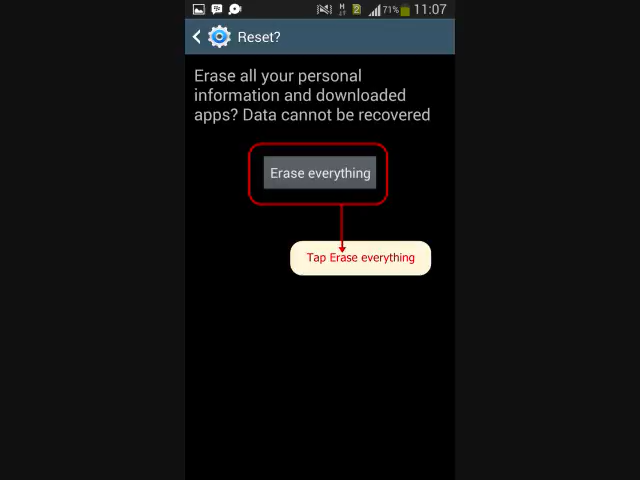 71% 11:07
Reset?
Erase all your personal
information and downloaded
apps? Data cannot be recovered
Erase everything
Tap Erase everything